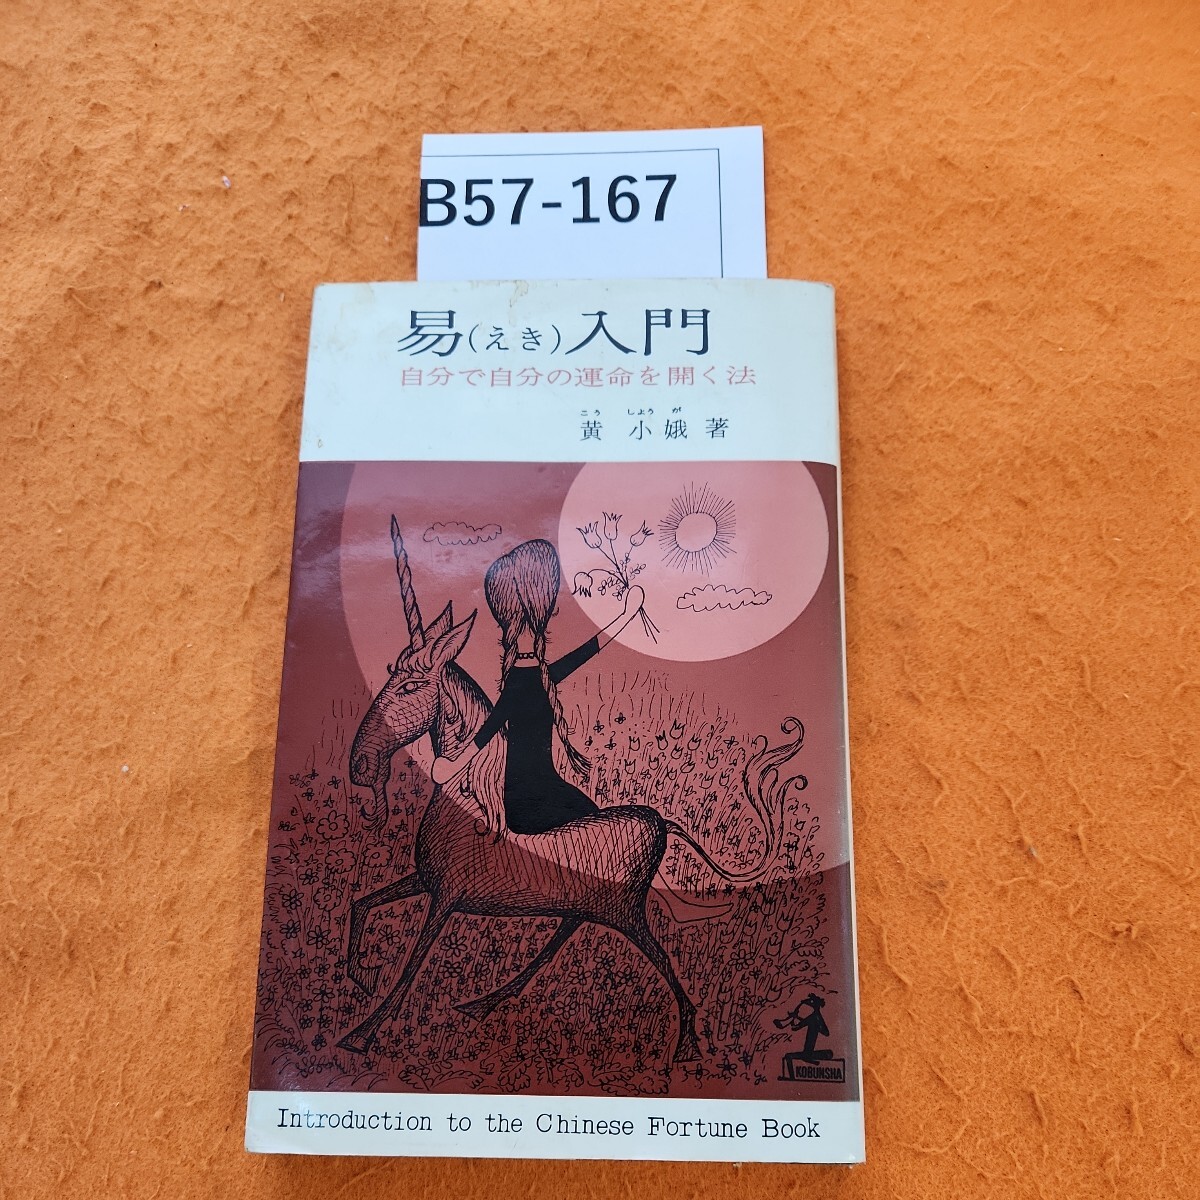 B57-167
易(えき)入門
自分で自分の運命を開く法
こう しよう が
黄 小娥 著
KOBUNSHA
Introduction to the Chinese Fortune Book